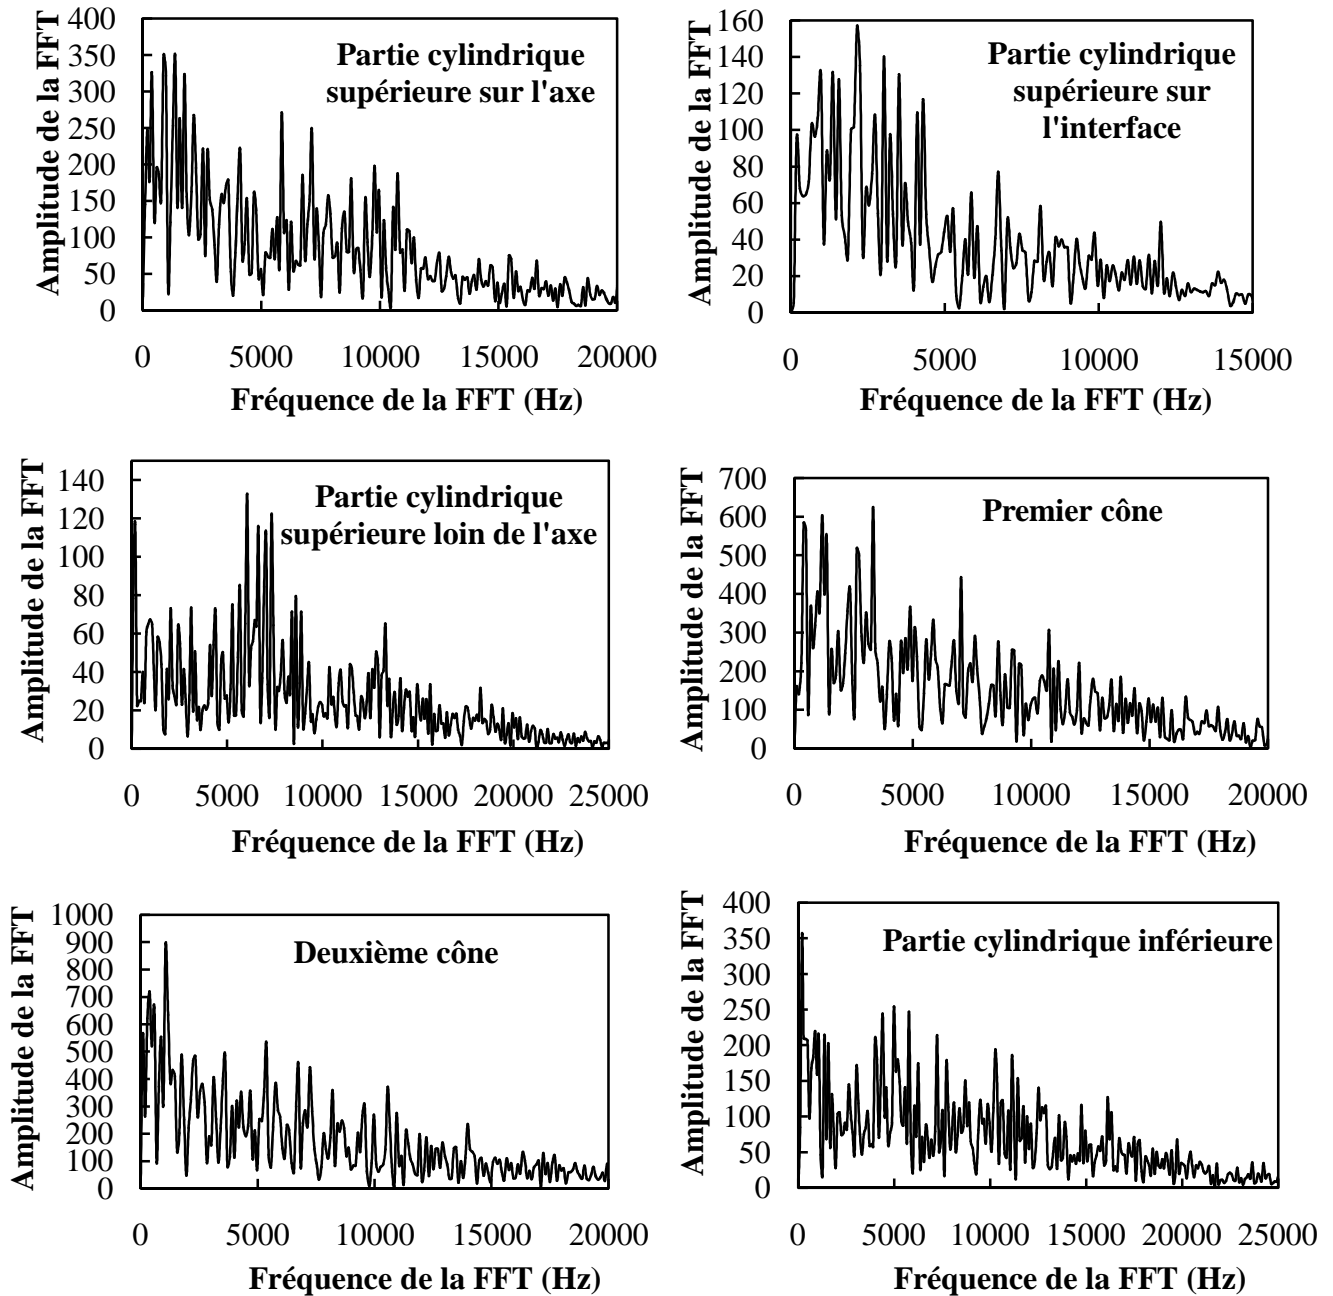 Amplitude de la FFT
400
350
300
250
200
150
100
50
0
Partie cylindrique
supérieure sur l'axe
0 5000 10000 15000 20000
Fréquence de la FFT (Hz)
Amplitude de la FFT
160
140
120
100
80
60
40
20
0
Partie cylindrique
supérieure sur
l'interface
0 5000 10000 15000
Fréquence de la FFT (Hz)
Amplitude de la FFT
140
120
100
80
60
40
20
0
Partie cylindrique
supérieure loin de l'axe
0 5000 10000 15000 20000 25000
Fréquence de la FFT (Hz)
Amplitude de la FFT
700
600
500
400
300
200
100
0
Premier cône
0 5000 10000 15000 20000
Fréquence de la FFT (Hz)
Amplitude de la FFT
1000
900
800
700
600
500
400
300
200
100
0
Deuxième cône
0 5000 10000 15000 20000
Fréquence de la FFT (Hz)
Amplitude de la FFT
400
350
300
250
200
150
100
50
0
Partie cylindrique inférieure
0 5000 10000 15000 20000 25000
Fréquence de la FFT (Hz)